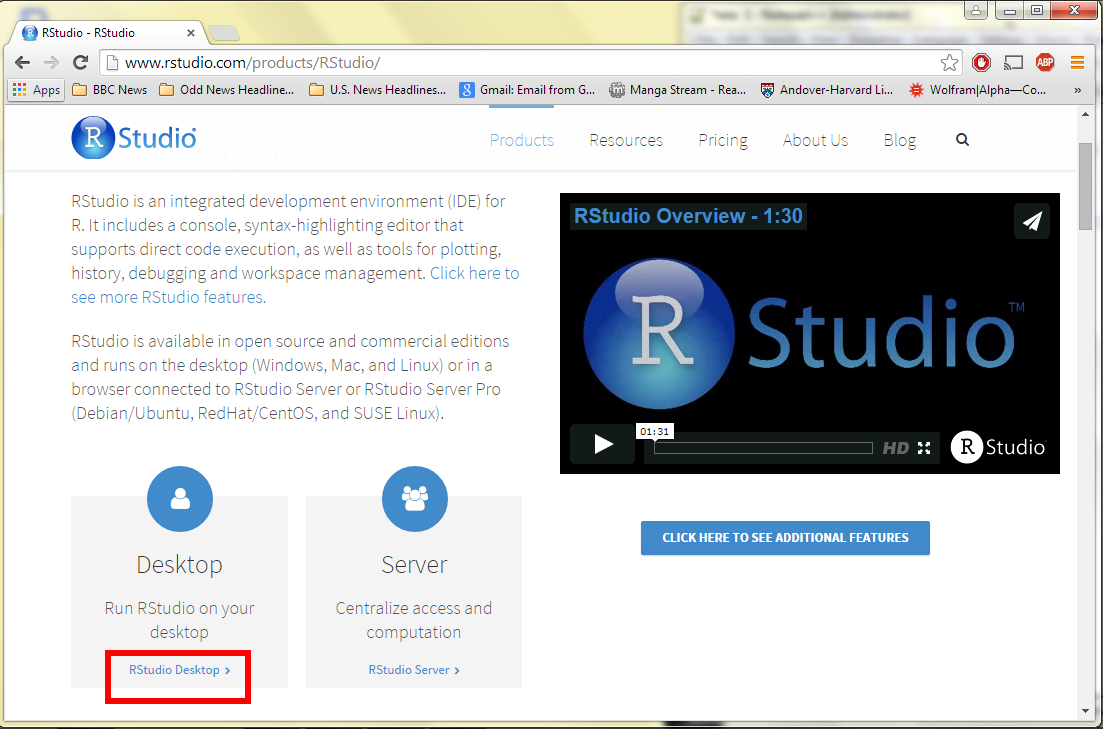 RStudio - RStudio
www.rstudio.com/products/RStudio/
ABP
Apps BBC News Odd News Headline... U.S. News Headlines... Gmail: Email from G... Manga Stream - Rea... Andover-Harvard Li... Wolfram|Alpha—Co... »
R Studio
Products Resources Pricing About Us Blog
RStudio is an integrated development environment (IDE) for
R. It includes a console, syntax-highlighting editor that
supports direct code execution, as well as tools for plotting,
history, debugging and workspace management. Click here to
see more RStudio features.
RStudio is available in open source and commercial editions
and runs on the desktop (Windows, Mac, and Linux) or in a
browser connected to RStudio Server or RStudio Server Pro
(Debian/Ubuntu, RedHat/CentOS, and SUSE Linux).
RStudio Overview - 1:30
R Studio™
01:31
HD
R Studio
CLICK HERE TO SEE ADDITIONAL FEATURES
Desktop
Run RStudio on your
desktop
RStudio Desktop
Server
Centralize access and
computation
RStudio Server